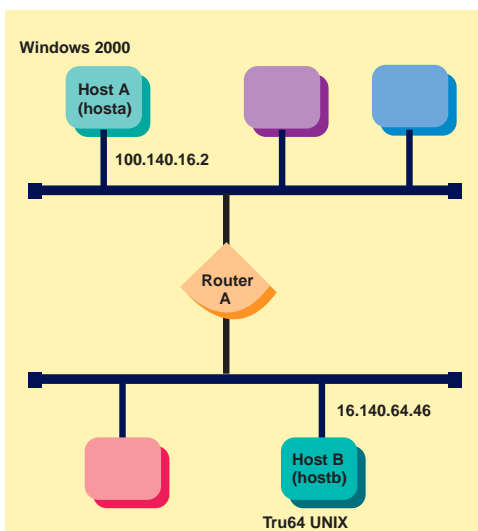 Windows 2000
Host A
(hosta)
100.140.16.2
Router
A
16.140.64.46
Host B
(hostb)
Tru64 UNIX